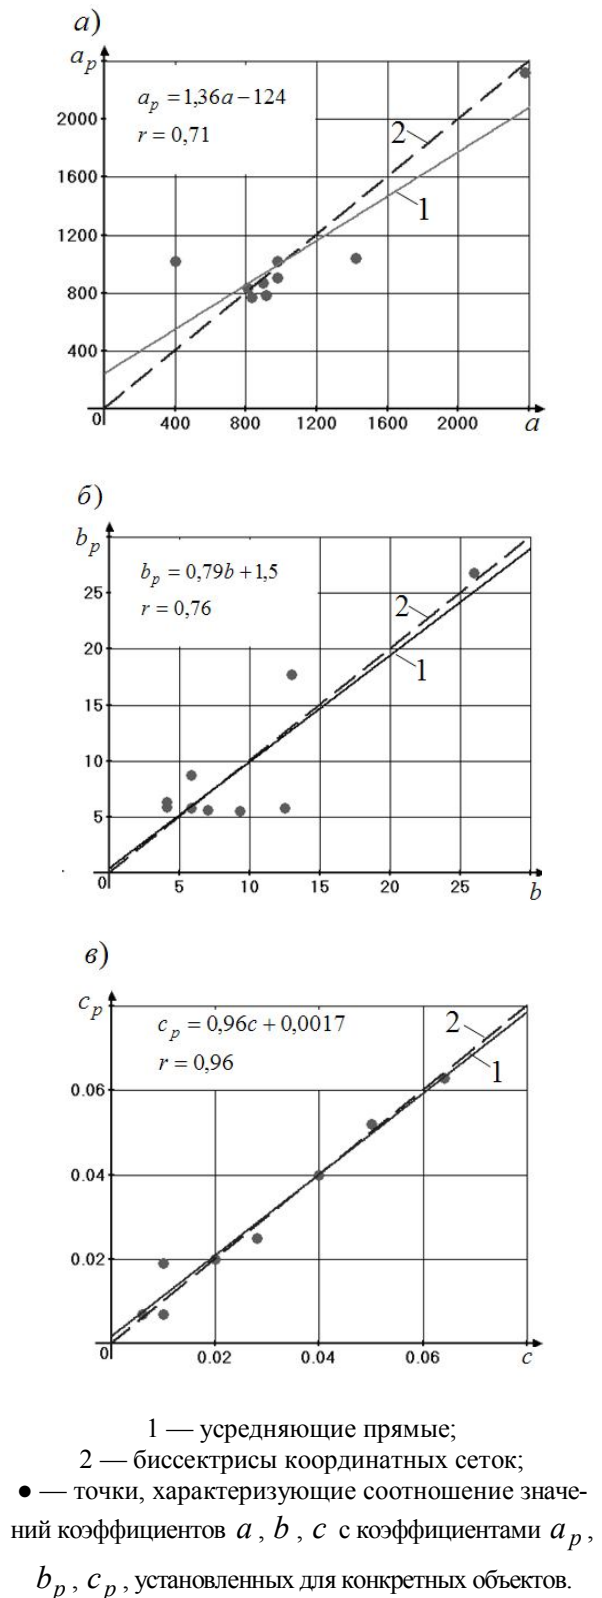 а)
a_p
a_p = 1,36a − 124
r = 0,71
2000
1600
1200
800
400
0
400 800 1200 1600 2000 a
2
1
б)
b_p
b_p = 0,79b + 1,5
r = 0,76
25
20
15
10
5
0
5 10 15 20 25 b
2
1
в)
c_p
c_p = 0,96c + 0,0017
r = 0,96
0.06
0.04
0.02
0
0.02 0.04 0.06 c
2
1
1 — усредняющие прямые;
2 — биссектрисы координатных сеток;
● — точки, характеризующие соотношение значе-
ний коэффициентов a , b , c с коэффициентами a_p ,
b_p , c_p , установленных для конкретных объектов.